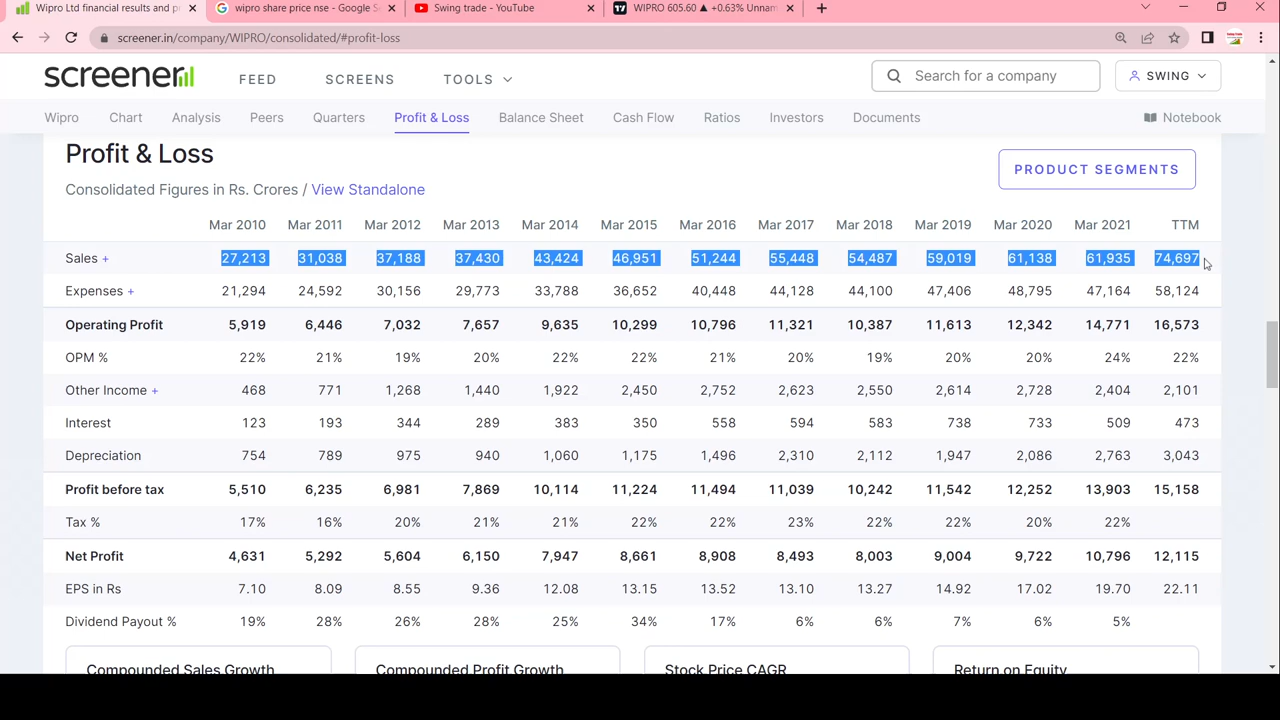 Wipro Ltd financial results and p
wipro share price nse - Google S
Swing trade - YouTube
WIPRO 605.60 ▲ +0.63% Unnam
screener.in/company/WIPRO/consolidated/#profit-loss
screener
FEED
SCREENS
TOOLS
Search for a company
SWING
Wipro
Chart
Analysis
Peers
Quarters
Profit & Loss
Balance Sheet
Cash Flow
Ratios
Investors
Documents
Notebook
Profit & Loss
PRODUCT SEGMENTS
Consolidated Figures in Rs. Crores / View Standalone
Mar 2010 Mar 2011 Mar 2012 Mar 2013 Mar 2014 Mar 2015 Mar 2016 Mar 2017 Mar 2018 Mar 2019 Mar 2020 Mar 2021 TTM
Sales + 27,213 31,038 37,188 37,430 43,424 46,951 51,244 55,448 54,487 59,019 61,138 61,935 74,697
Expenses + 21,294 24,592 30,156 29,773 33,788 36,652 40,448 44,128 44,100 47,406 48,795 47,164 58,124
Operating Profit 5,919 6,446 7,032 7,657 9,635 10,299 10,796 11,321 10,387 11,613 12,342 14,771 16,573
OPM % 22% 21% 19% 20% 22% 22% 21% 20% 19% 20% 20% 24% 22%
Other Income + 468 771 1,268 1,440 1,922 2,450 2,752 2,623 2,550 2,614 2,728 2,404 2,101
Interest 123 193 344 289 383 350 558 594 583 738 733 509 473
Depreciation 754 789 975 940 1,060 1,175 1,496 2,310 2,112 1,947 2,086 2,763 3,043
Profit before tax 5,510 6,235 6,981 7,869 10,114 11,224 11,494 11,039 10,242 11,542 12,252 13,903 15,158
Tax % 17% 16% 20% 21% 21% 22% 22% 23% 22% 22% 20% 22%
Net Profit 4,631 5,292 5,604 6,150 7,947 8,661 8,908 8,493 8,003 9,004 9,722 10,796 12,115
EPS in Rs 7.10 8.09 8.55 9.36 12.08 13.15 13.52 13.10 13.27 14.92 17.02 19.70 22.11
Dividend Payout % 19% 28% 26% 28% 25% 34% 17% 6% 6% 7% 6% 5%
Compounded Sales Growth
Compounded Profit Growth
Stock Price CAGR
Return on Equity